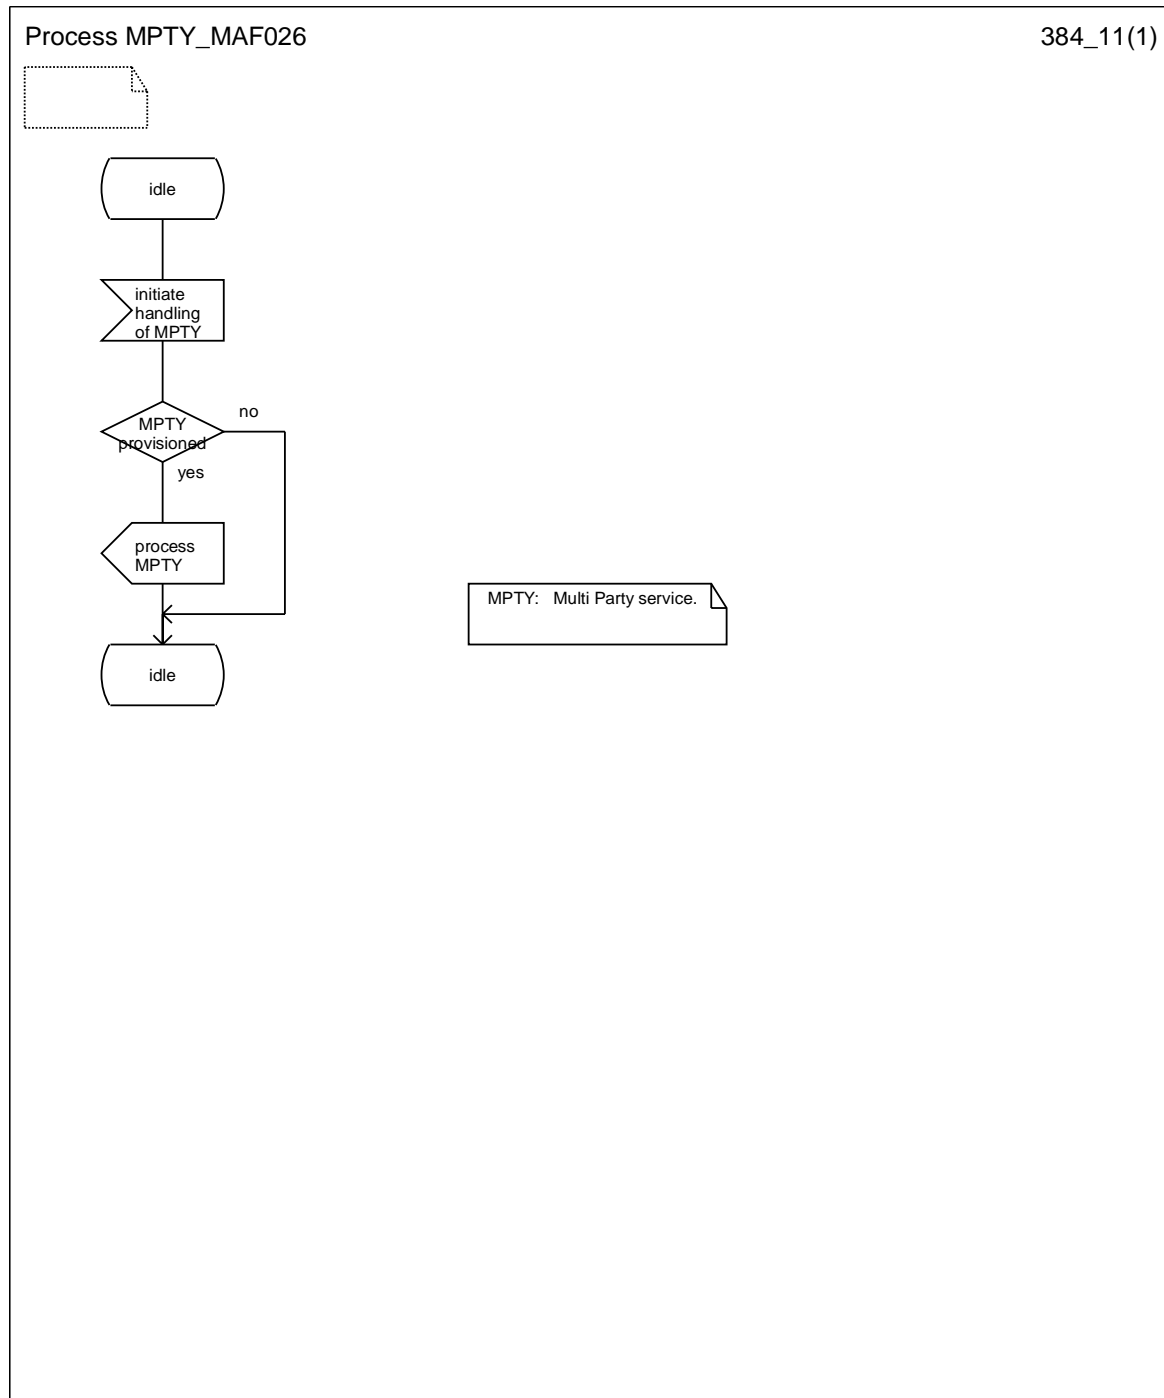 Process MPTY_MAF026
384_11(1)
idle
initiate
handling
of MPTY
MPTY
provisioned
no
yes
process
MPTY
MPTY: Multi Party service.
idle